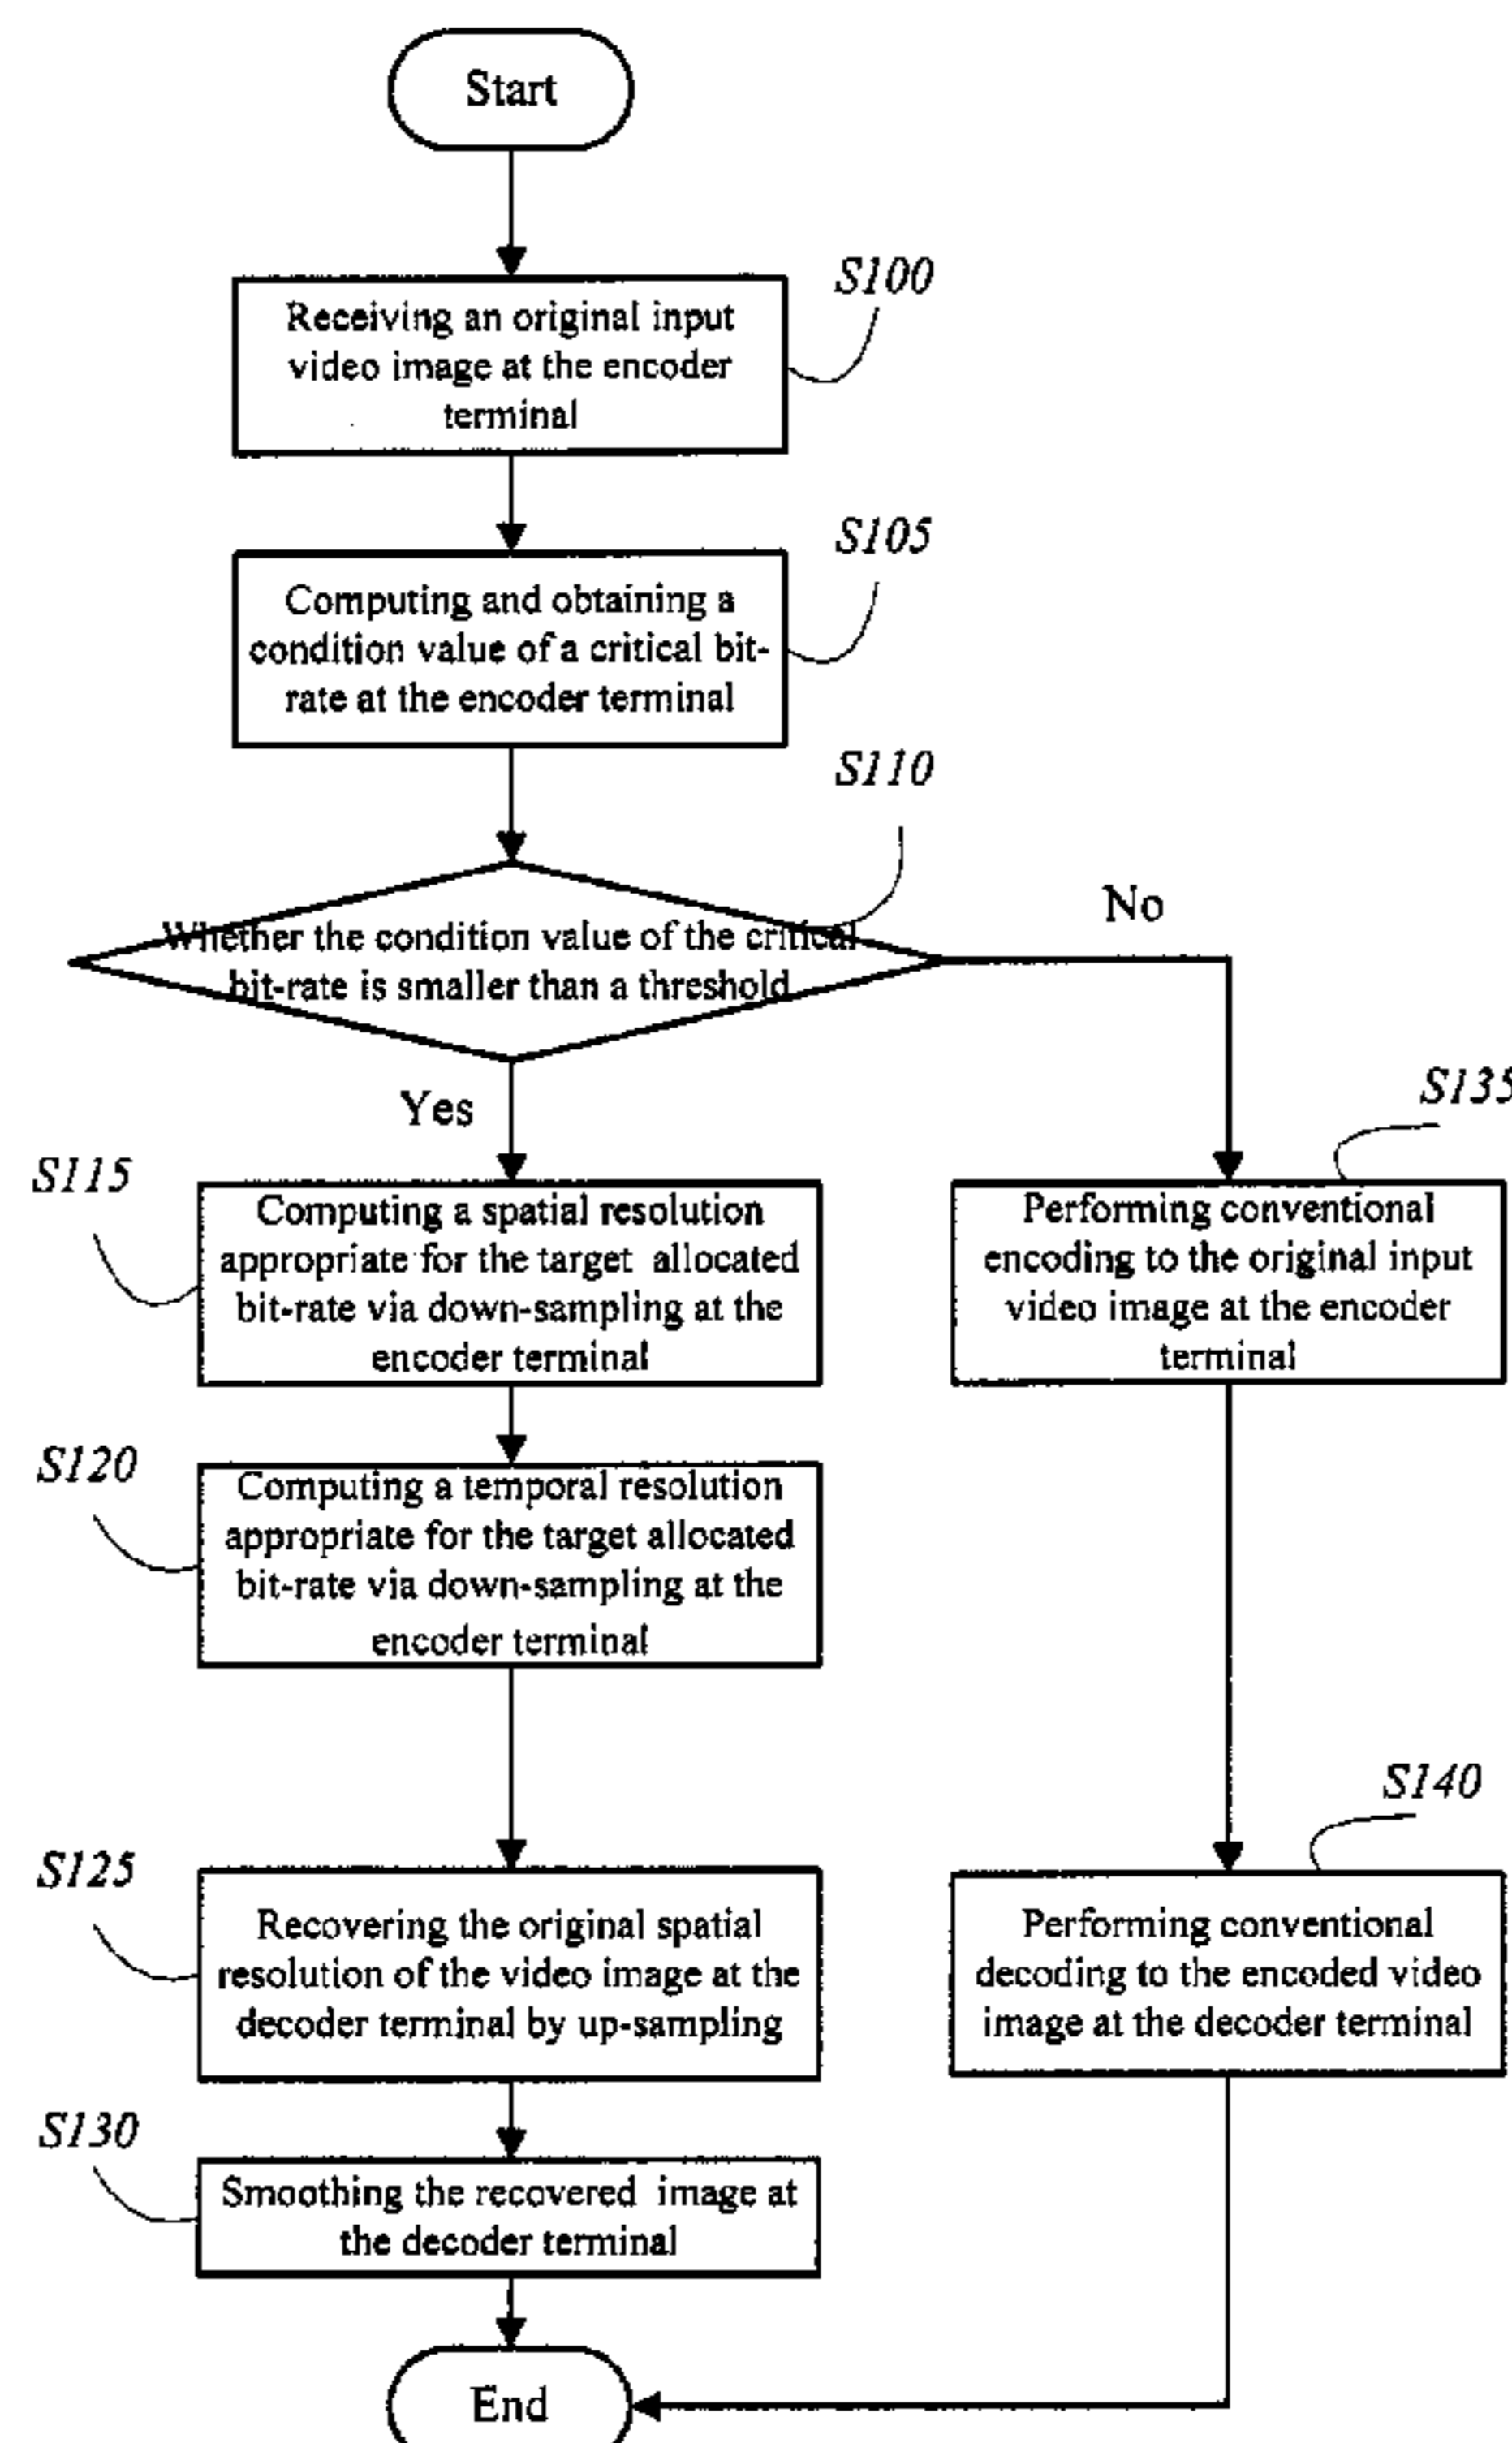 Start
S100
Receiving an original input
video image at the encoder
terminal
S105
Computing and obtaining a
condition value of a critical bit-
rate at the encoder terminal
S110
Whether the condition value of the critical
bit-rate is smaller than a threshold
No
Yes
S115
Computing a spatial resolution
appropriate for the target allocated
bit-rate via down-sampling at the
encoder terminal
S135
Performing conventional
encoding to the original input
video image at the encoder
terminal
S120
Computing a temporal resolution
appropriate for the target allocated
bit-rate via down-sampling at the
encoder terminal
S125
Recovering the original spatial
resolution of the video image at the
decoder terminal by up-sampling
S140
Performing conventional
decoding to the encoded video
image at the decoder terminal
S130
Smoothing the recovered image at
the decoder terminal
End